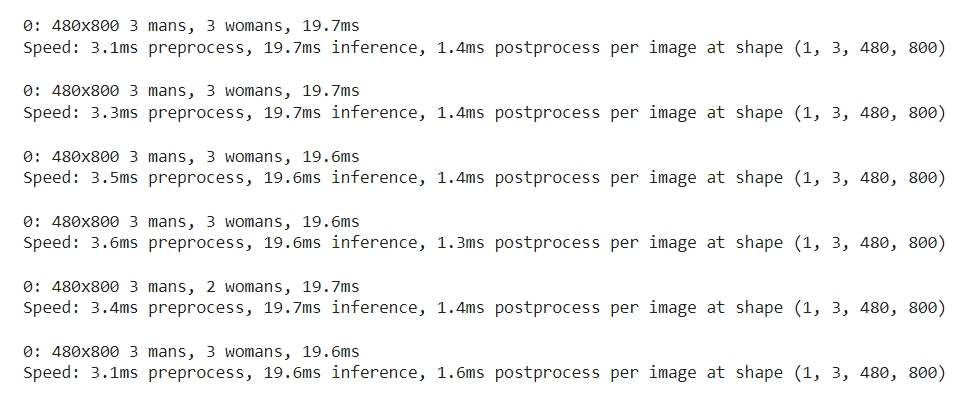 0: 480x800 3 mans, 3 womans, 19.7ms
Speed: 3.1ms preprocess, 19.7ms inference, 1.4ms postprocess per image at shape (1, 3, 480, 800)
0: 480x800 3 mans, 3 womans, 19.7ms
Speed: 3.3ms preprocess, 19.7ms inference, 1.4ms postprocess per image at shape (1, 3, 480, 800)
0: 480x800 3 mans, 3 womans, 19.6ms
Speed: 3.5ms preprocess, 19.6ms inference, 1.4ms postprocess per image at shape (1, 3, 480, 800)
0: 480x800 3 mans, 3 womans, 19.6ms
Speed: 3.6ms preprocess, 19.6ms inference, 1.3ms postprocess per image at shape (1, 3, 480, 800)
0: 480x800 3 mans, 2 womans, 19.7ms
Speed: 3.4ms preprocess, 19.7ms inference, 1.4ms postprocess per image at shape (1, 3, 480, 800)
0: 480x800 3 mans, 3 womans, 19.6ms
Speed: 3.1ms preprocess, 19.6ms inference, 1.6ms postprocess per image at shape (1, 3, 480, 800)